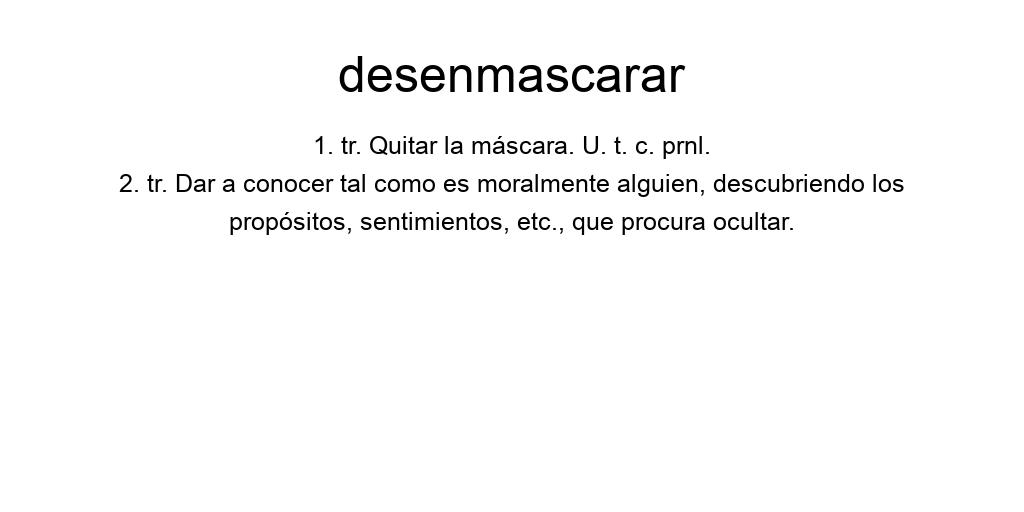 desenmascarar
1. tr. Quitar la máscara. U. t. c. prnl.
2. tr. Dar a conocer tal como es moralmente alguien, descubriendo los
propósitos, sentimientos, etc., que procura ocultar.